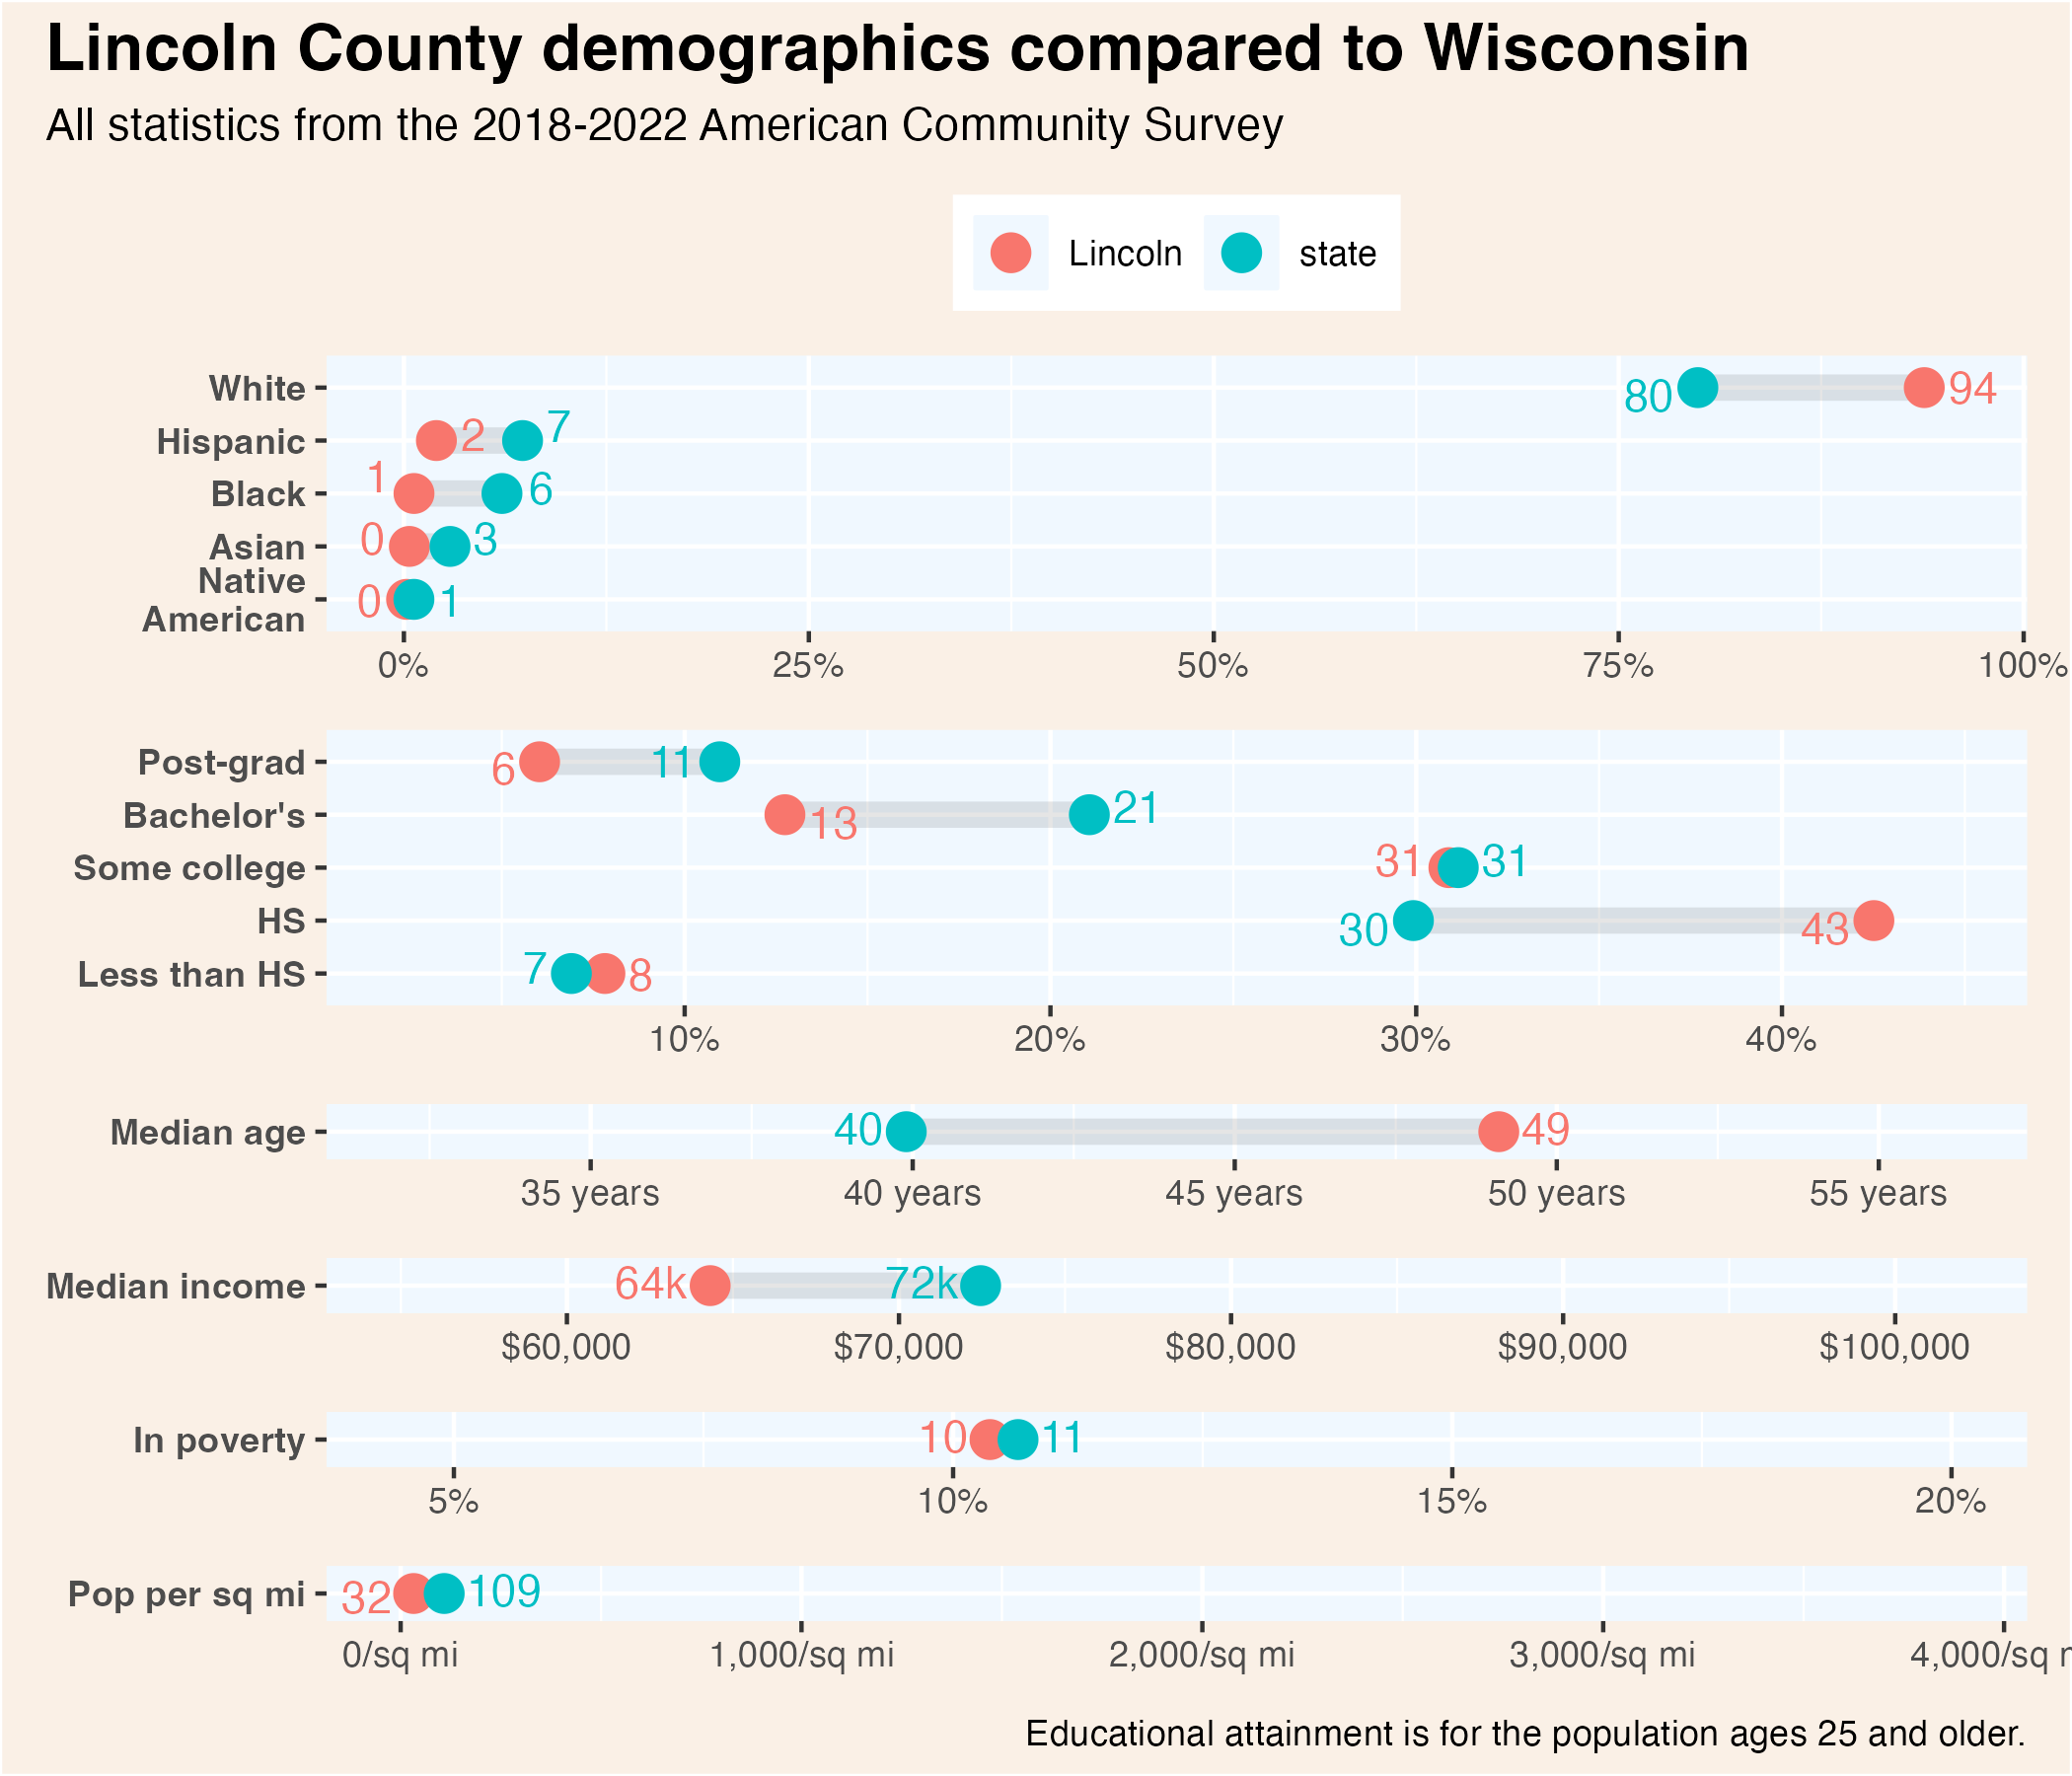 Lincoln County demographics compared to Wisconsin
All statistics from the 2018-2022 American Community Survey
Lincoln state
White 80 94
Hispanic 2 7
Black 1 6
Asian 0 3
Native
American 0 1
0% 25% 50% 75% 100%
Post-grad 6 11
Bachelor's 13 21
Some college 31 31
HS 30 43
Less than HS 7 8
10% 20% 30% 40%
Median age 40 49
35 years 40 years 45 years 50 years 55 years
Median income 64k 72k
$60,000 $70,000 $80,000 $90,000 $100,000
In poverty 10 11
5% 10% 15% 20%
Pop per sq mi 32 109
0/sq mi 1,000/sq mi 2,000/sq mi 3,000/sq mi 4,000/sq
Educational attainment is for the population ages 25 and older.